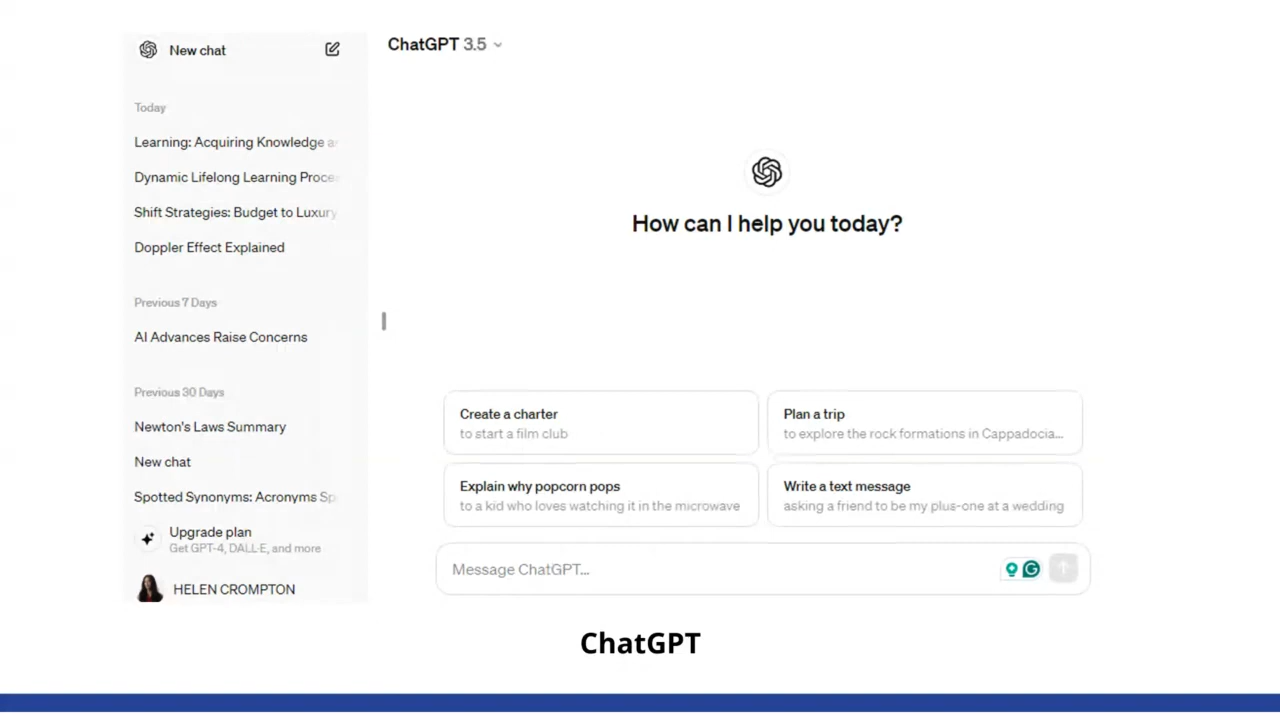 New chat
Today
Learning: Acquiring Knowledge a
Dynamic Lifelong Learning Proce
Shift Strategies: Budget to Luxury
Doppler Effect Explained
Previous 7 Days
AI Advances Raise Concerns
Previous 30 Days
Newton's Laws Summary
New chat
Spotted Synonyms: Acronyms Sp
Upgrade plan
Get GPT-4, DALL·E, and more
HELEN CROMPTON
ChatGPT 3.5
How can I help you today?
Create a charter
to start a film club
Plan a trip
to explore the rock formations in Cappadocia...
Explain why popcorn pops
to a kid who loves watching it in the microwave
Write a text message
asking a friend to be my plus-one at a wedding
Message ChatGPT...
ChatGPT